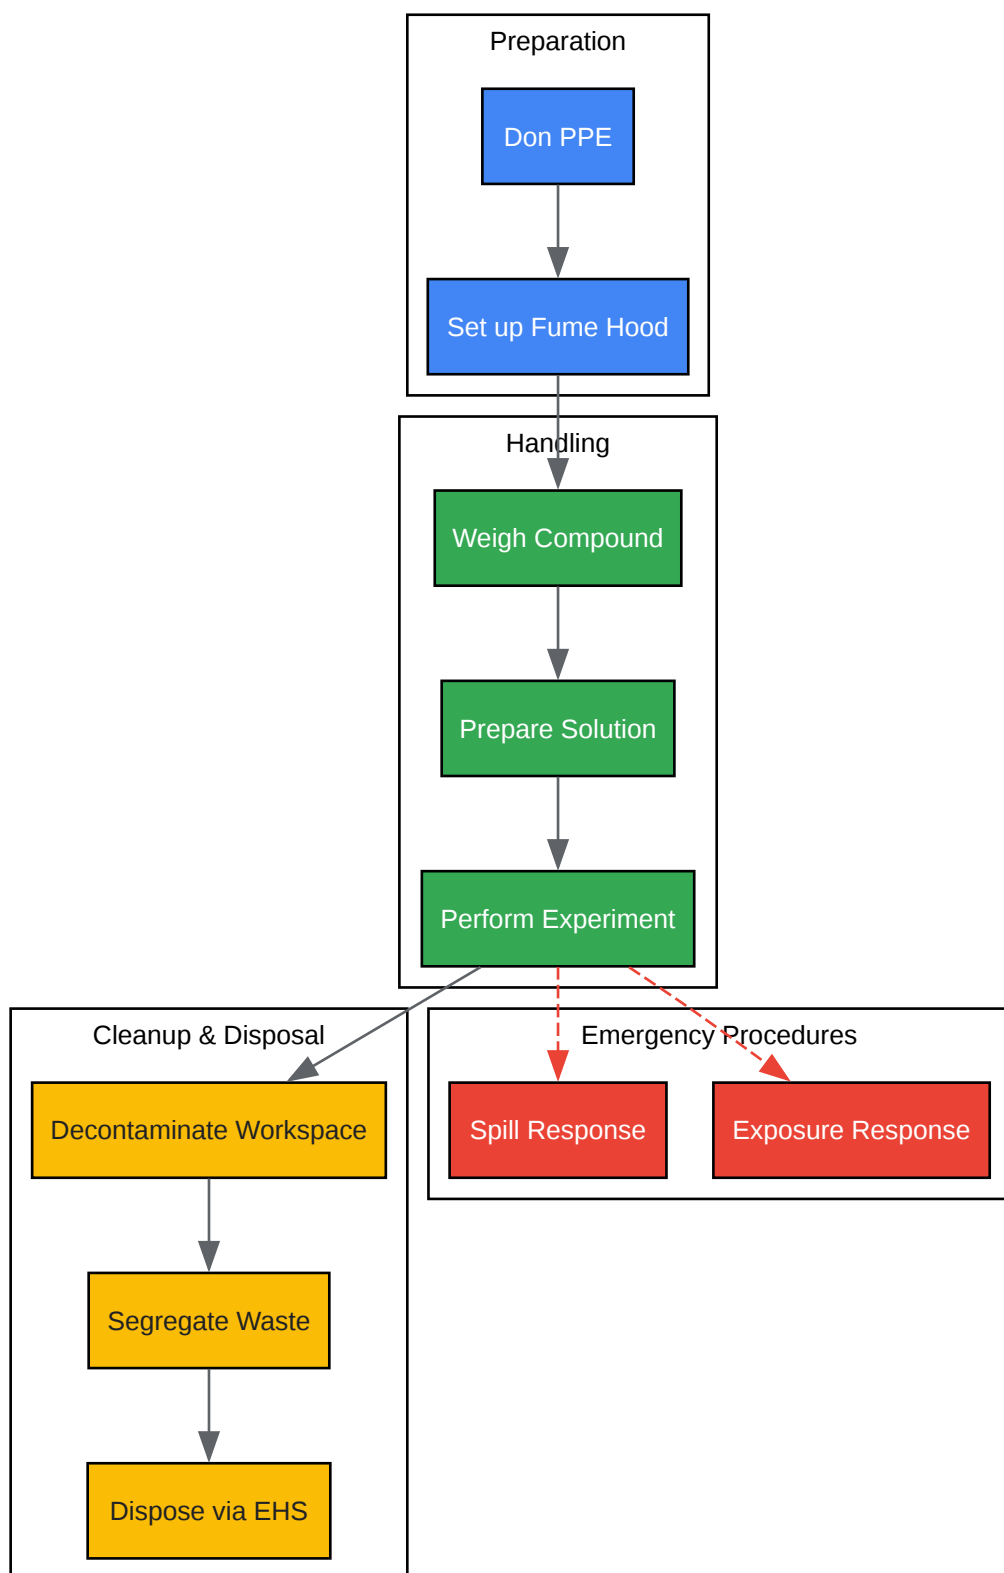 Preparation
Don PPE
Set up Fume Hood
Handling
Weigh Compound
Prepare Solution
Perform Experiment
Cleanup & Disposal
Decontaminate Workspace
Segregate Waste
Dispose via EHS
Emergency Procedures
Spill Response
Exposure Response